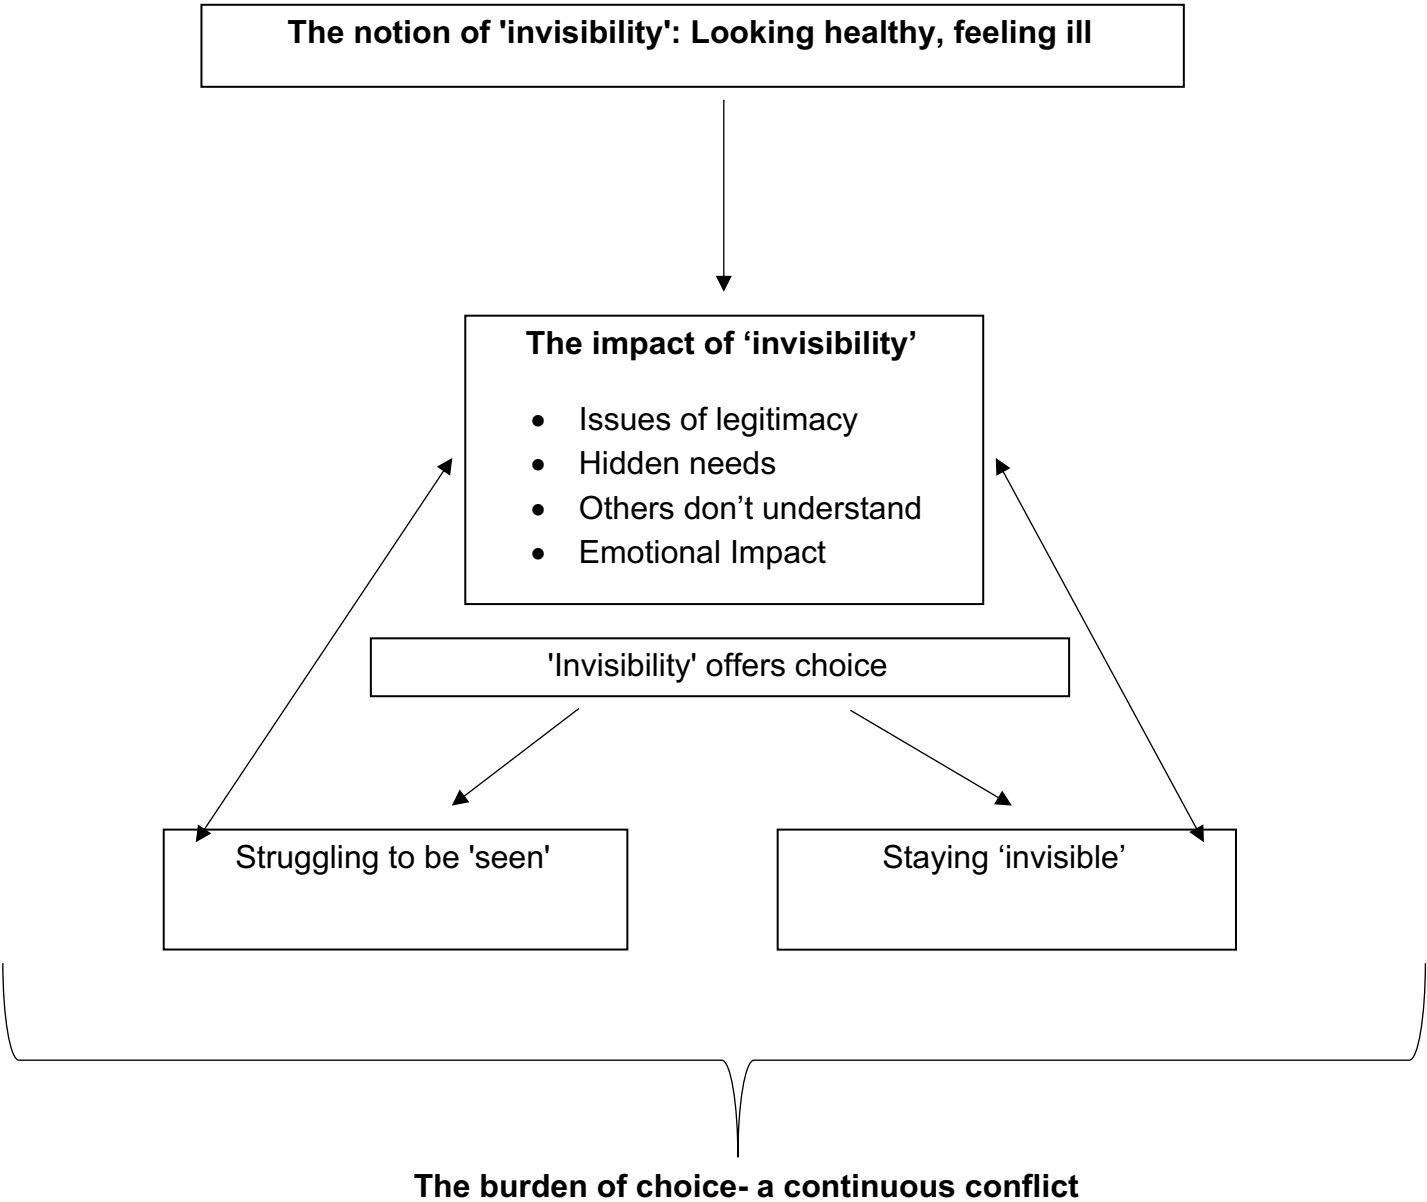 The notion of 'invisibility': Looking healthy, feeling ill
The impact of ‘invisibility’
• Issues of legitimacy
• Hidden needs
• Others don’t understand
• Emotional Impact
'Invisibility' offers choice
Struggling to be 'seen'
Staying ‘invisible’
The burden of choice- a continuous conflict